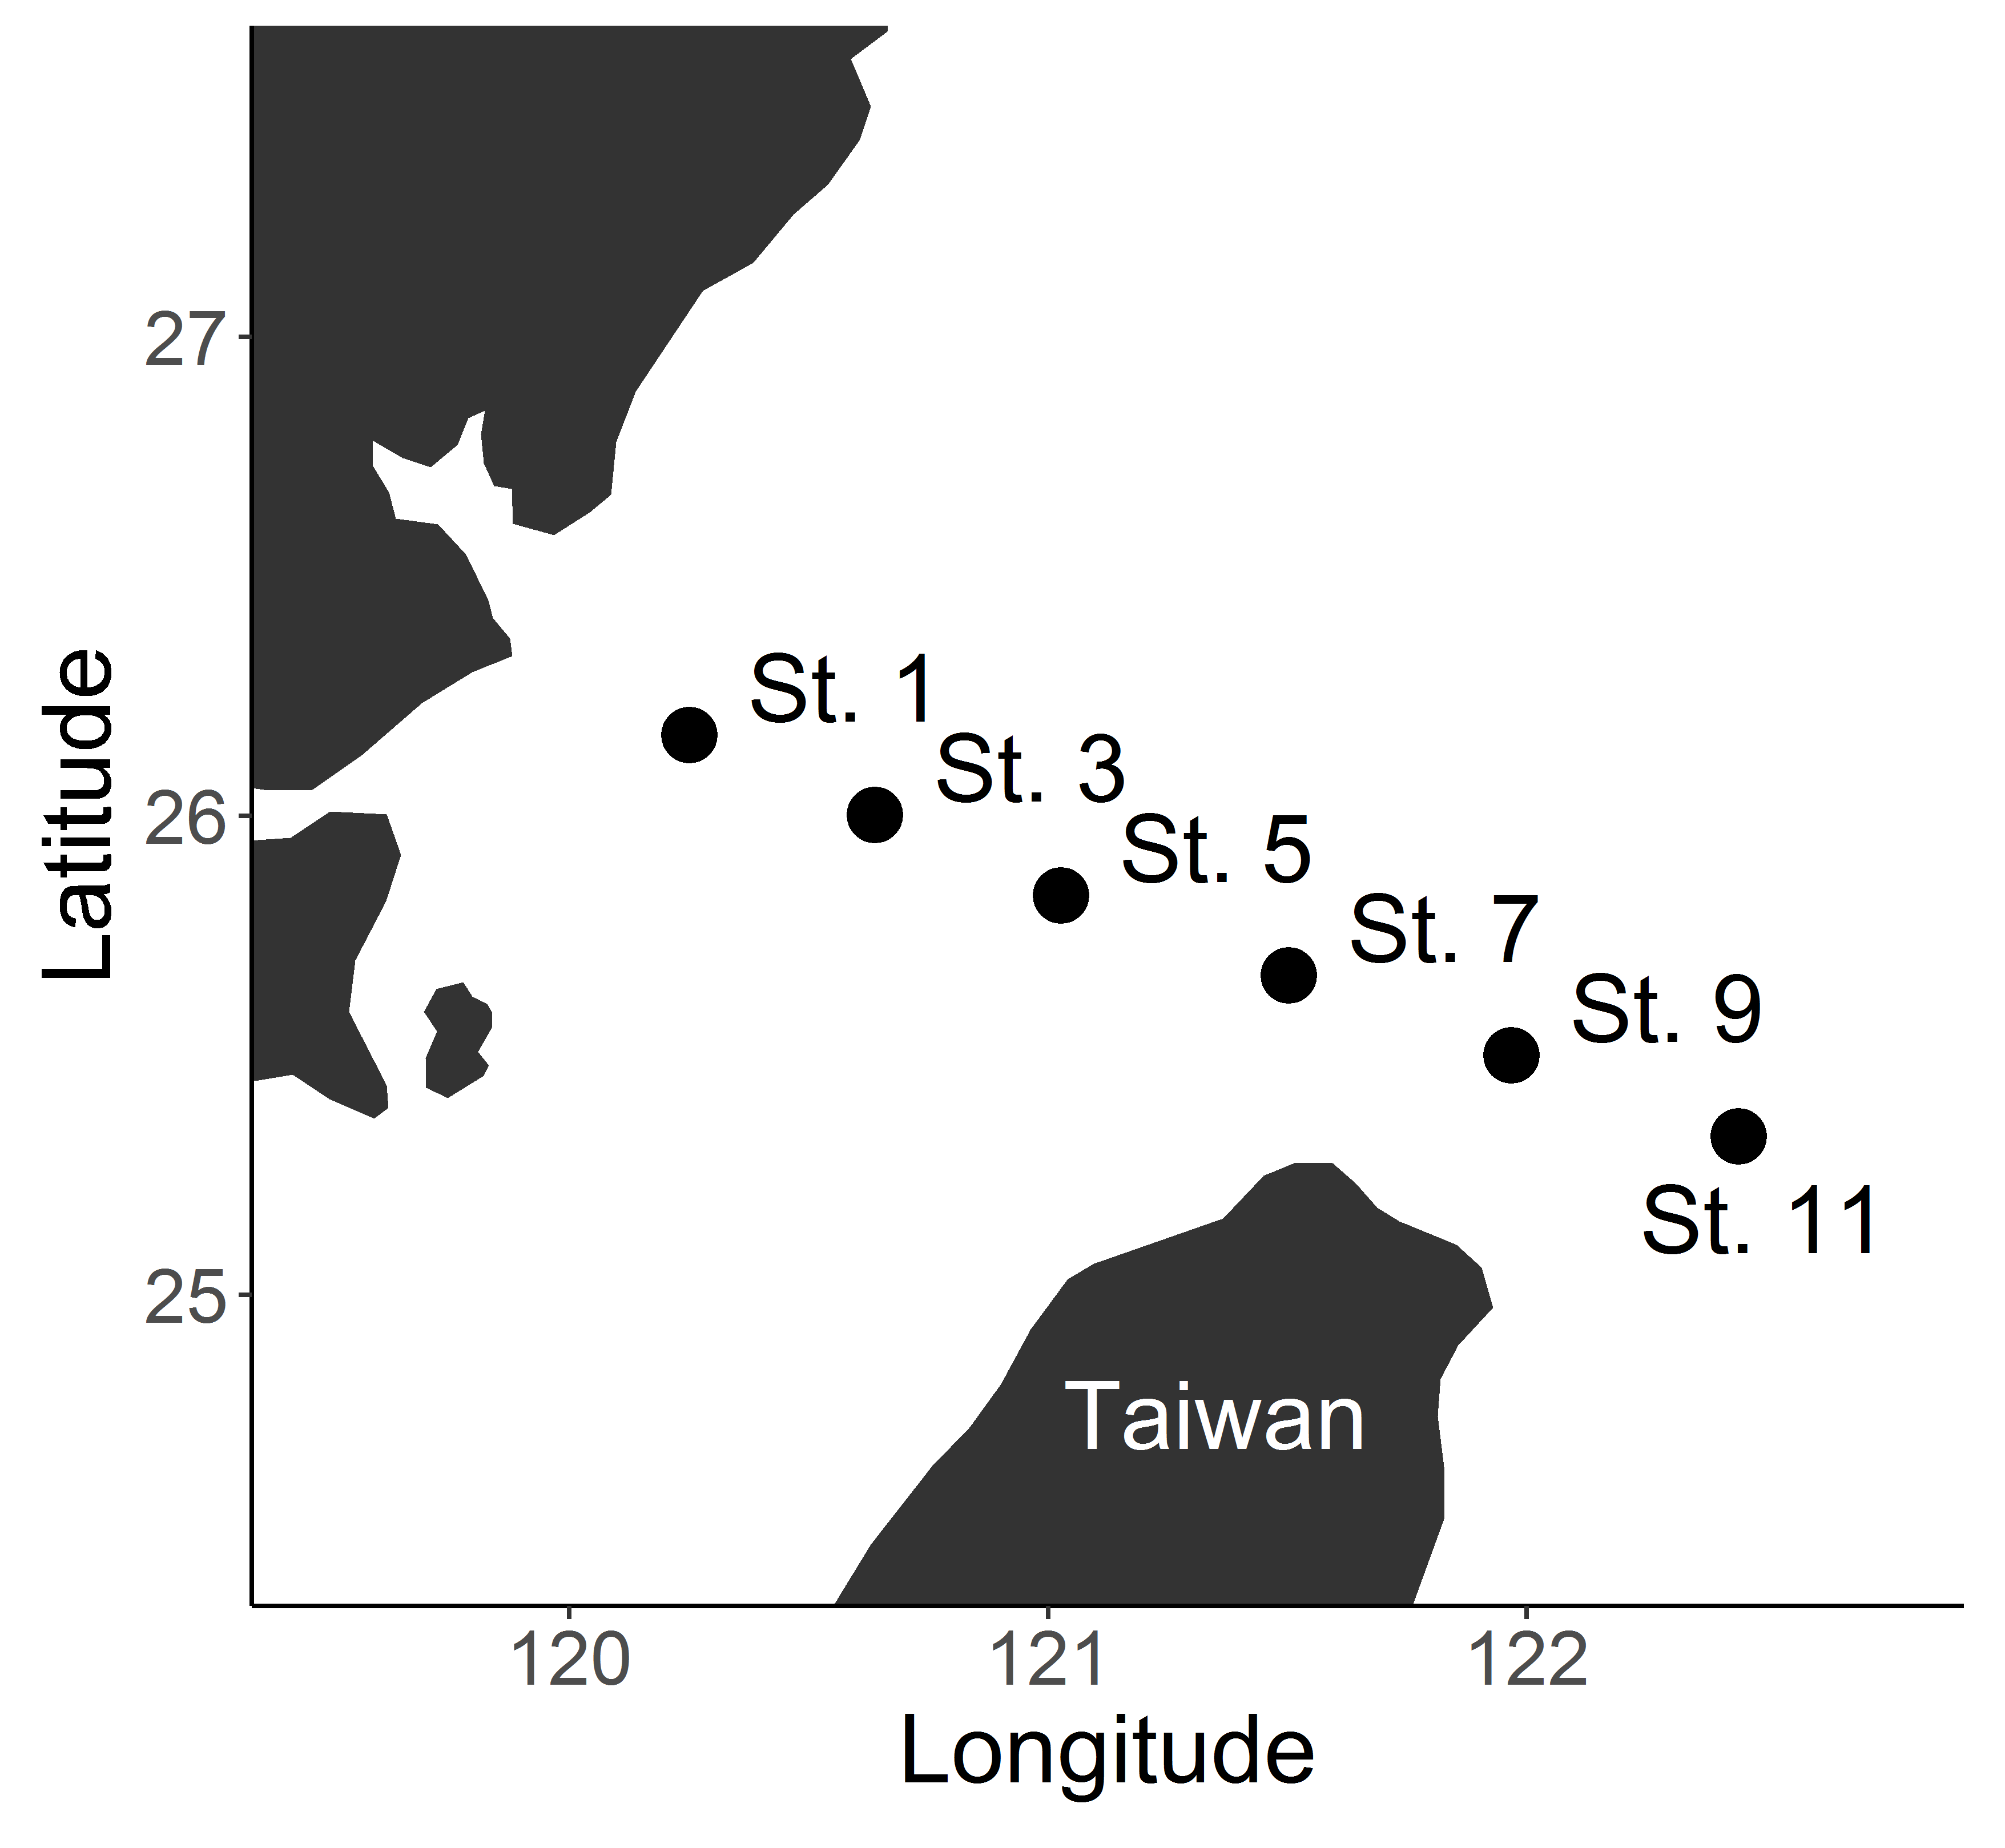 27
St. 1
St. 3
26
St. 5
St. 7
St. 9
St. 11
25
Taiwan
120
121
122
Longitude
Latitude